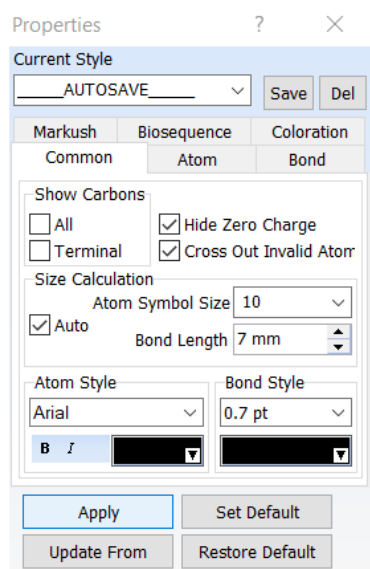 Properties ?
Current Style
_____AUTOSAVE_____ Save Del
Markush Biosequence Coloration
Common Atom Bond
Show Carbons
All Hide Zero Charge
Terminal Cross Out Invalid Atom
Size Calculation
Atom Symbol Size 10
Auto
Bond Length 7 mm
Atom Style Bond Style
Arial 0.7 pt
B I
Apply Set Default
Update From Restore Default